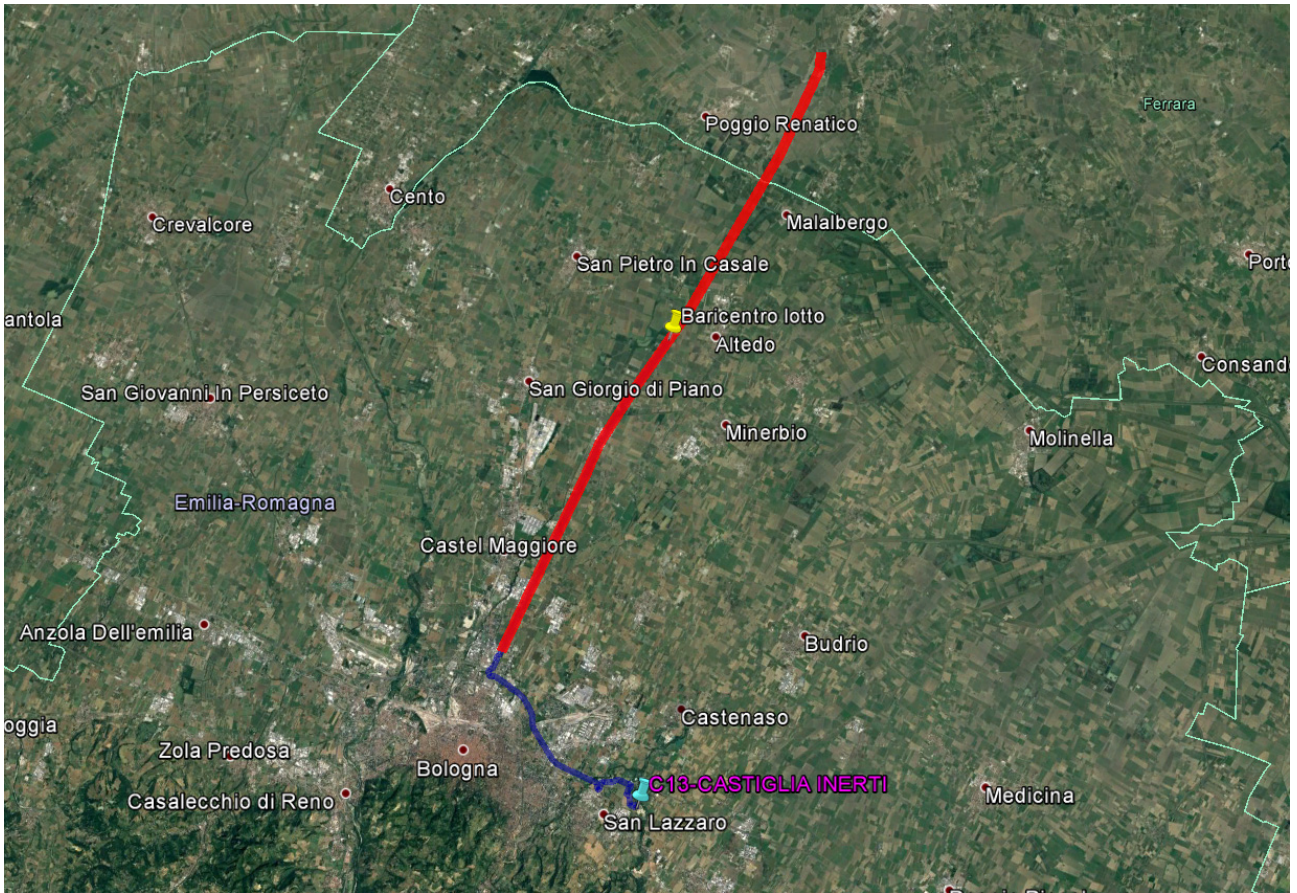 Ferrara
Poggio Renatico
Cento
Crevalcore
Malalbergo
San Pietro In Casale
Porto
antola
Baricentro lotto
Altedo
Consand
San Giorgio di Piano
San Giovanni In Persiceto
Minerbio
Molinella
Emilia-Romagna
Castel Maggiore
Anzola Dell'emilia
Budrio
Castenaso
oggia
Zola Predosa
Bologna
C13-CASTIGLIA INERTI
Casalecchio di Reno
Medicina
San Lazzaro